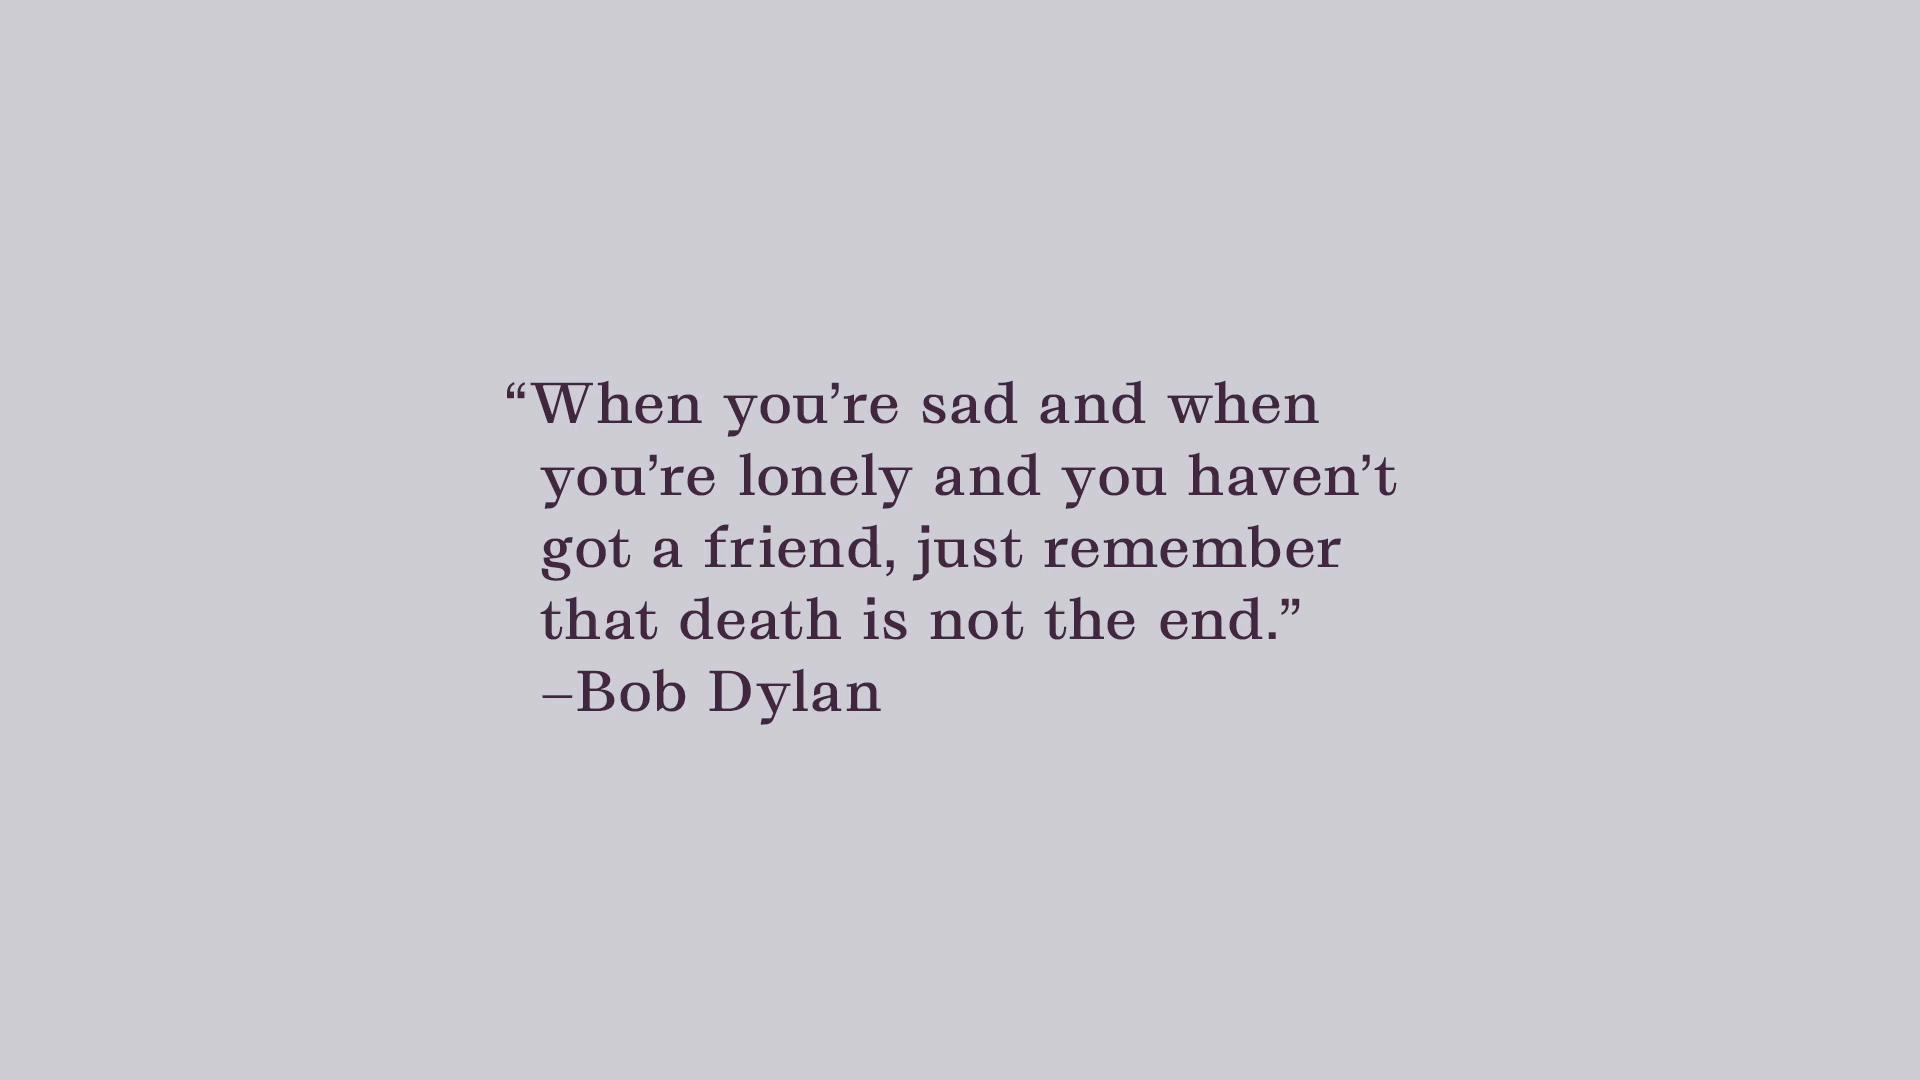 “When you’re sad and when
you’re lonely and you haven’t
got a friend, just remember
that death is not the end.”
–Bob Dylan